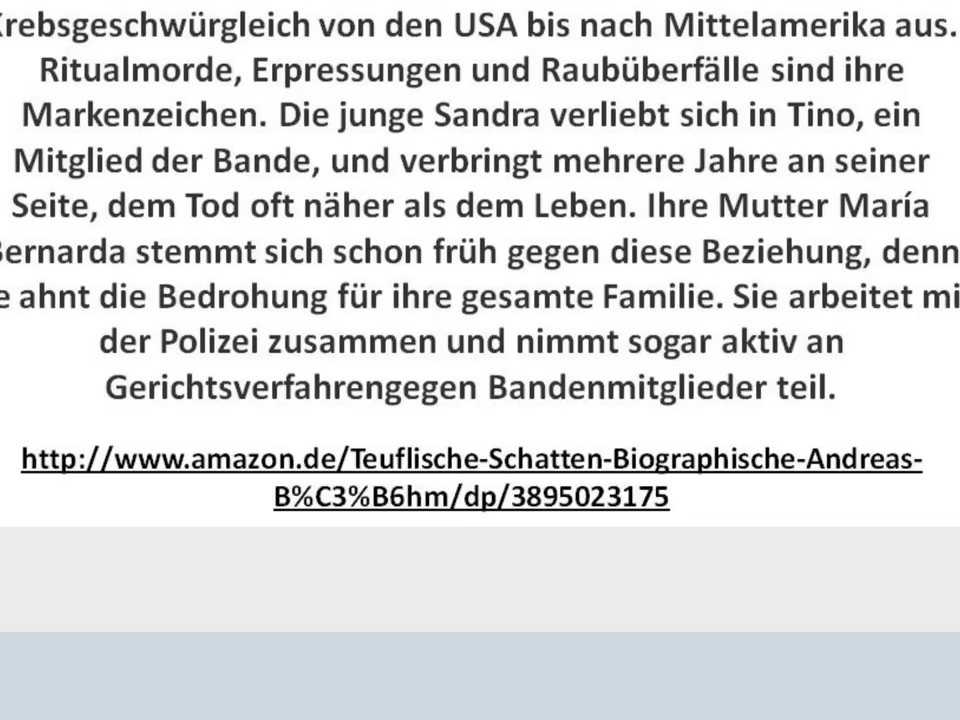 Krebsgeschwürgleich von den USA bis nach Mittelamerika aus.
Ritualmorde, Erpressungen und Raubüberfälle sind ihre
Markenzeichen. Die junge Sandra verliebt sich in Tino, ein
Mitglied der Bande, und verbringt mehrere Jahre an seiner
Seite, dem Tod oft näher als dem Leben. Ihre Mutter María
Bernarda stemmt sich schon früh gegen diese Beziehung, denn
e ahnt die Bedrohung für ihre gesamte Familie. Sie arbeitet mi
der Polizei zusammen und nimmt sogar aktiv an
Gerichtsverfahrengegen Bandenmitglieder teil.
http://www.amazon.de/Teuflische-Schatten-Biographische-Andreas-
B%C3%B6hm/dp/3895023175